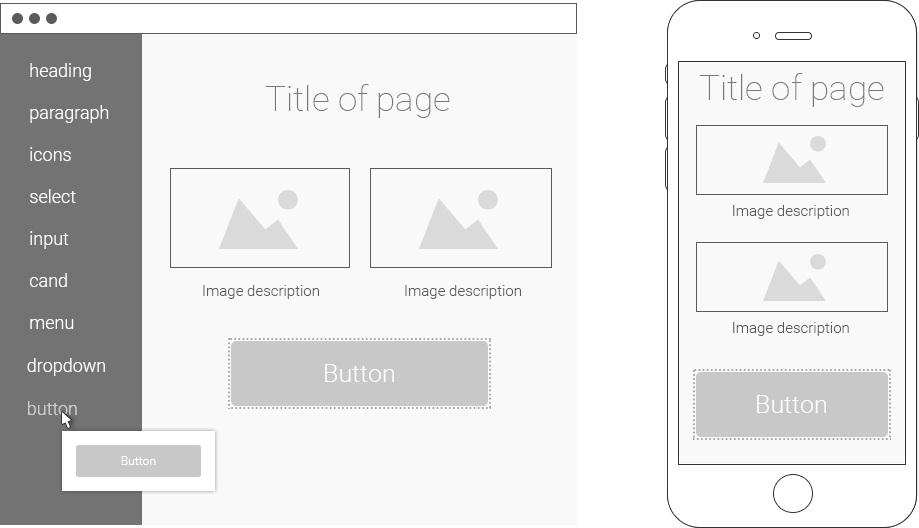 heading
paragraph
icons
select
input
cand
menu
dropdown
button
Button
Title of page
Image description
Image description
Button
Title of page
Image description
Image description
Button